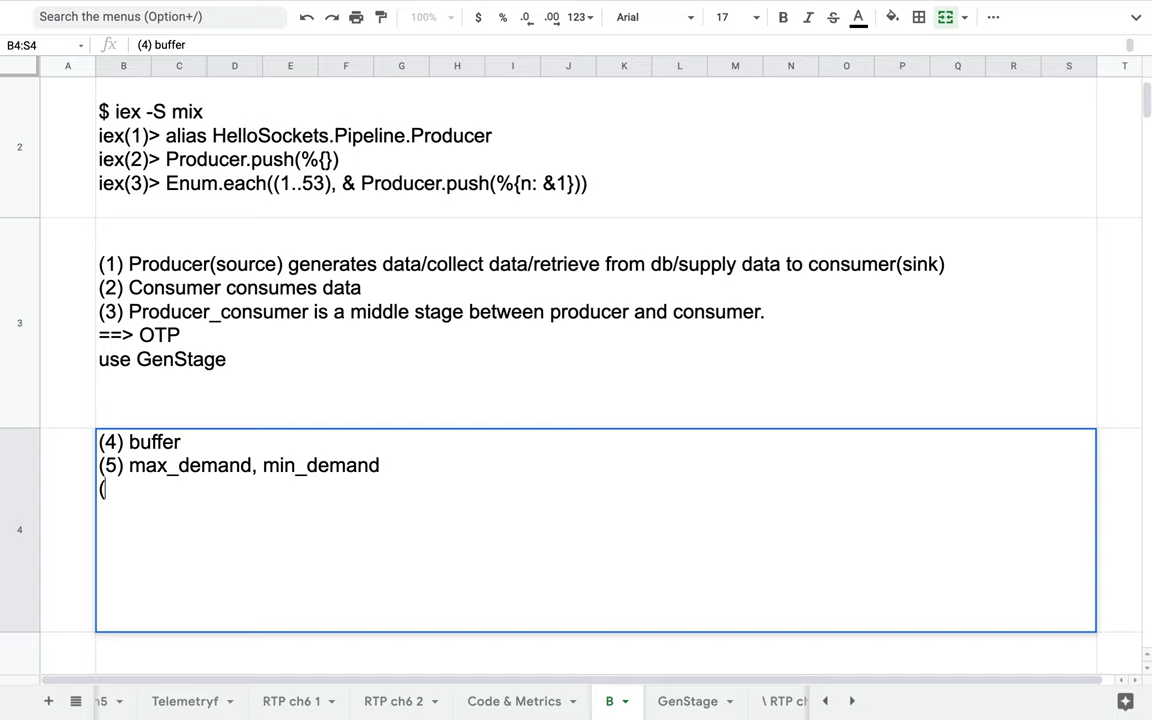 Search the menus (Option+/)
100%
$ % .0 .00 123
Arial
17
B I S A
B4:S4
fx
(4) buffer
A B C D E F G H I J K L M N O P Q R S T
2
$ iex -S mix
iex(1)> alias HelloSockets.Pipeline.Producer
iex(2)> Producer.push(%{})
iex(3)> Enum.each((1..53), & Producer.push(%{n: &1}))
3
(1) Producer(source) generates data/collect data/retrieve from db/supply data to consumer(sink)
(2) Consumer consumes data
(3) Producer_consumer is a middle stage between producer and consumer.
==> OTP
use GenStage
4
(4) buffer
(5) max_demand, min_demand
(
Telemetryf
RTP ch6 1
RTP ch6 2
Code & Metrics
B
GenStage
\ RTP ch